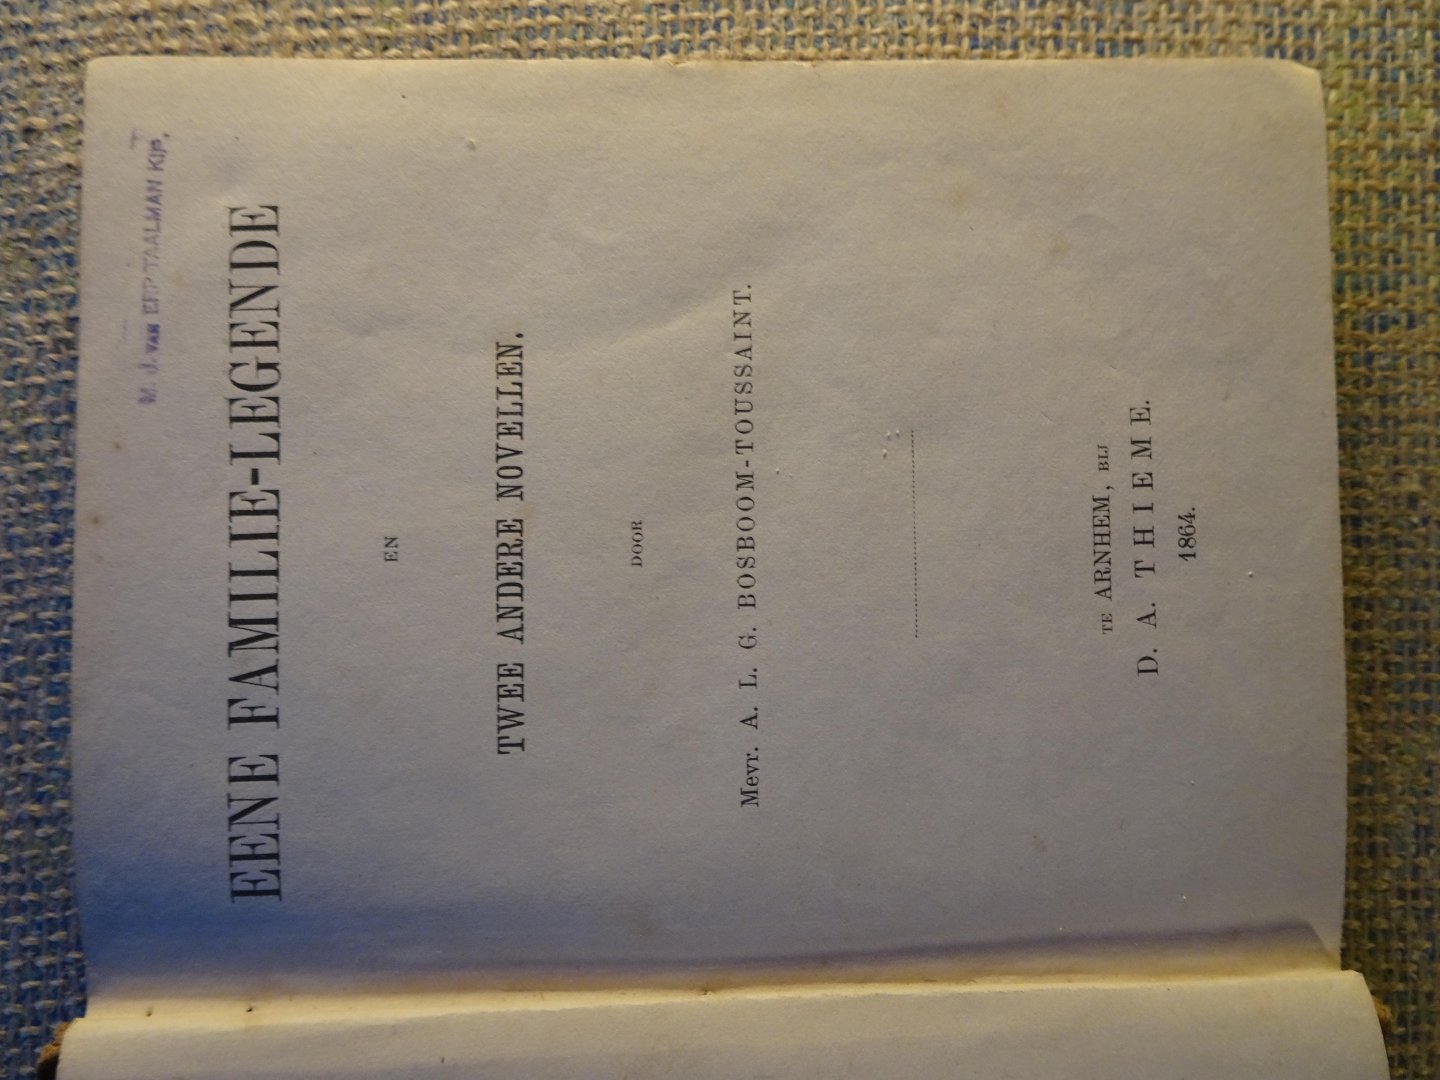 M. J. VAN ERP TAALMAN KIP.
EENE FAMILIE-LEGENDE
EN
TWEE ANDERE NOVELLEN.
DOOR
Mevr. A. L. G. BOSBOOM-TOUSSAINT.
TE ARNHEM, BIJ
D. A. THIEME.
1864.